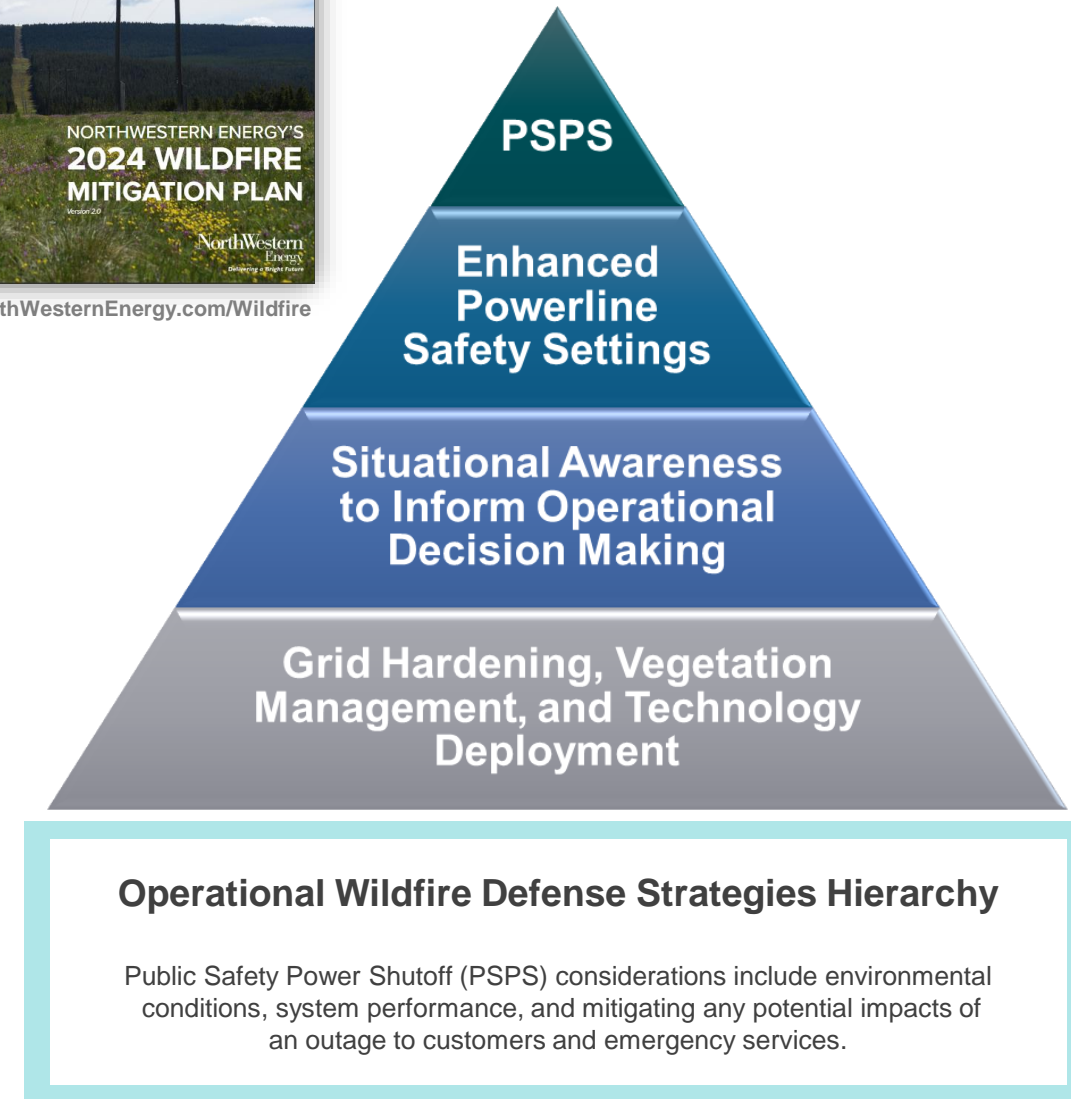 NORTHWESTERN ENERGY'S
2024 WILDFIRE
MITIGATION PLAN
Version 2.0
NorthWestern
Energy
Delivering a Bright Future
thWesternEnergy.com/Wildfire
PSPS
Enhanced
Powerline
Safety Settings
Situational Awareness
to Inform Operational
Decision Making
Grid Hardening, Vegetation
Management, and Technology
Deployment
Operational Wildfire Defense Strategies Hierarchy
Public Safety Power Shutoff (PSPS) considerations include environmental
conditions, system performance, and mitigating any potential impacts of
an outage to customers and emergency services.